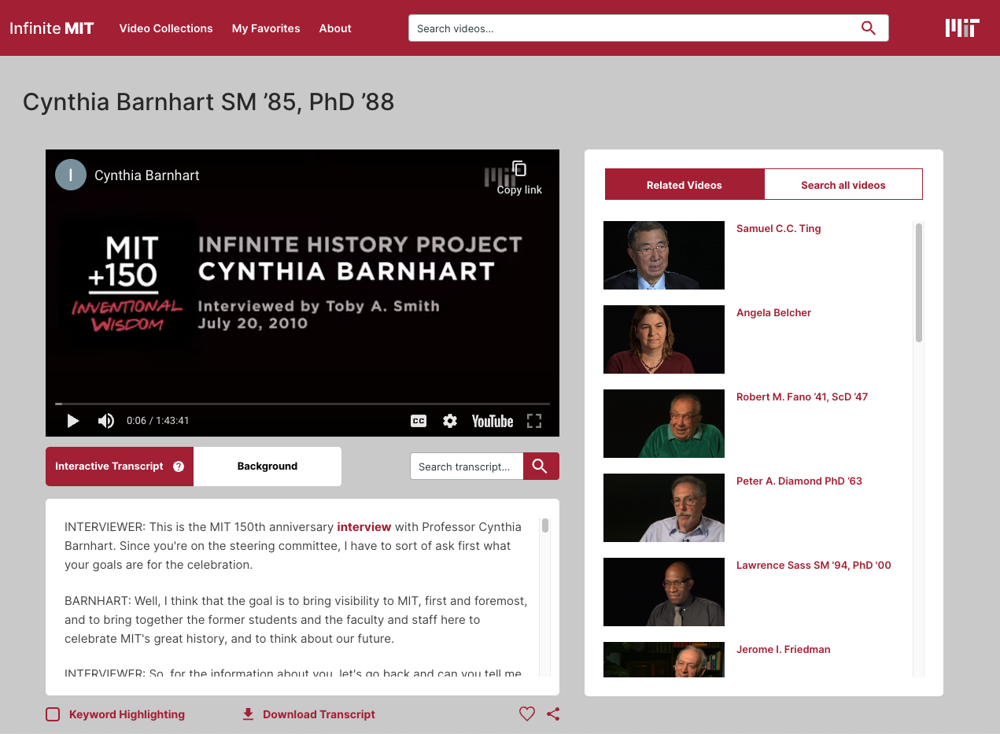 Infinite MIT
Video Collections
My Favorites
About
Search videos...
MIT
Cynthia Barnhart SM ’85, PhD ’88
I
Cynthia Barnhart
Copy link
MIT
+150
INVENTIONAL
WISDOM
INFINITE HISTORY PROJECT
CYNTHIA BARNHART
Interviewed by Toby A. Smith
July 20, 2010
0:06 / 1:43:41
CC
YouTube
Interactive Transcript ?
Background
Search transcript...
INTERVIEWER: This is the MIT 150th anniversary interview with Professor Cynthia
Barnhart. Since you're on the steering committee, I have to sort of ask first what
your goals are for the celebration.
BARNHART: Well, I think that the goal is to bring visibility to MIT, first and foremost,
and to bring together the former students and the faculty and staff here to
celebrate MIT's great history, and to think about our future.
INTERVIEWER: So, for the information about you, let's go back and can you tell me
Keyword Highlighting
Download Transcript
Related Videos
Search all videos
Samuel C.C. Ting
Angela Belcher
Robert M. Fano ’41, ScD ’47
Peter A. Diamond PhD ’63
Lawrence Sass SM '94, PhD '00
Jerome I. Friedman